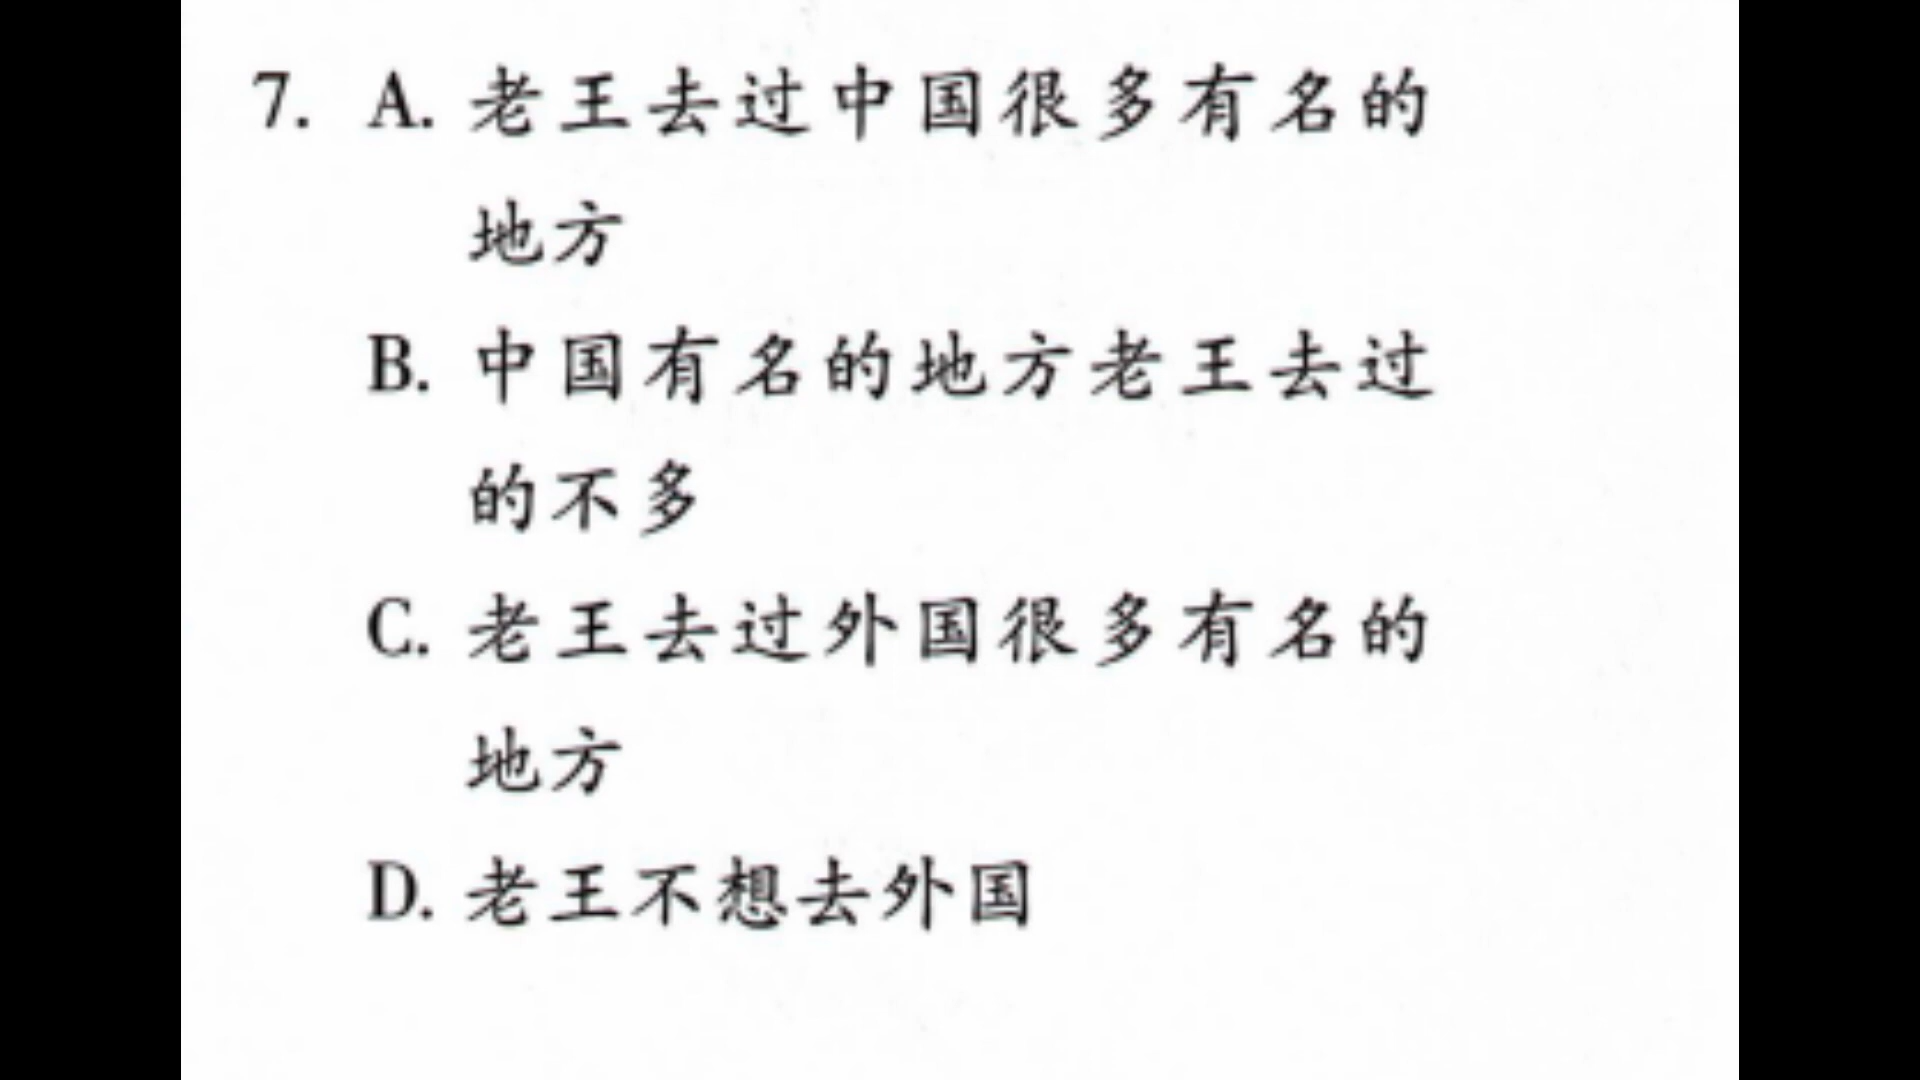 7. A. 老王去过中国很多有名的
地方
B. 中国有名的地方老王去过
的不多
C. 老王去过外国很多有名的
地方
D. 老王不想去外国